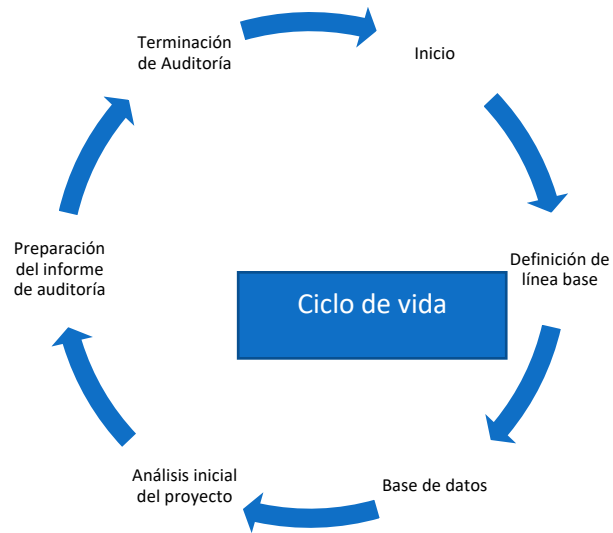 Terminación
de Auditoría
Inicio
Definición de
línea base
Ciclo de vida
Base de datos
Análisis inicial
del proyecto
Preparación
del informe
de auditoría